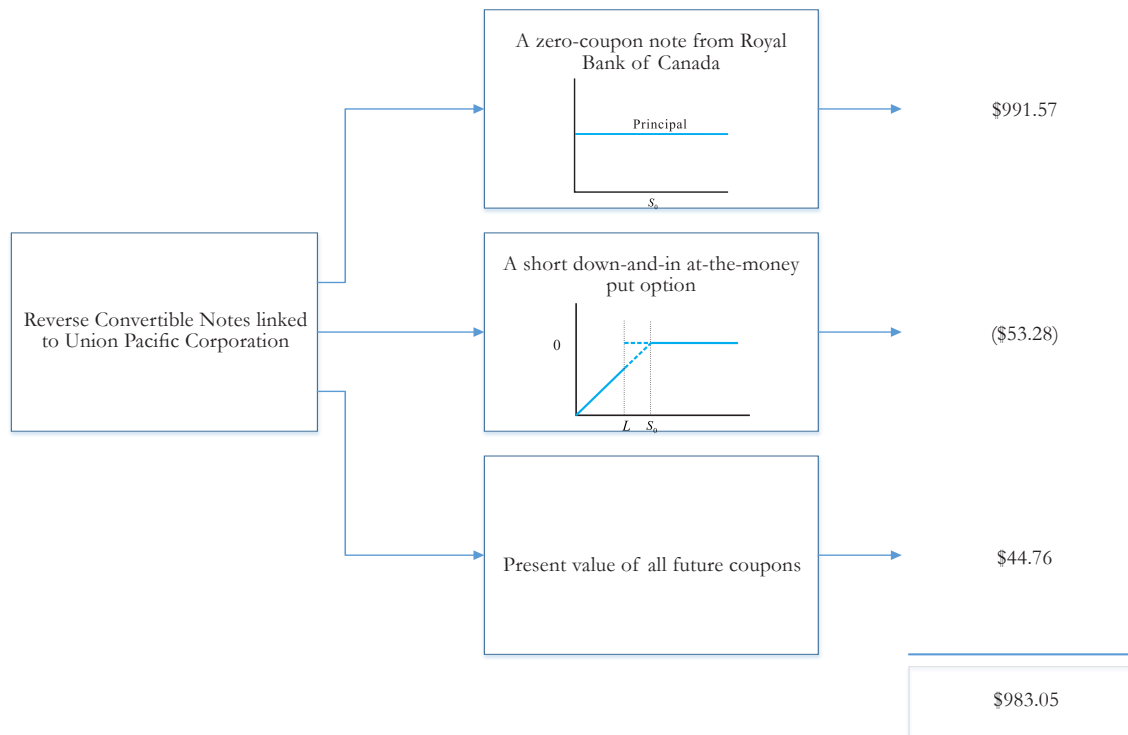 A zero-coupon note from Royal
Bank of Canada
Principal
S₀
$991.57
Reverse Convertible Notes linked
to Union Pacific Corporation
A short down-and-in at-the-money
put option
0
L S₀
($53.28)
Present value of all future coupons
$44.76
$983.05